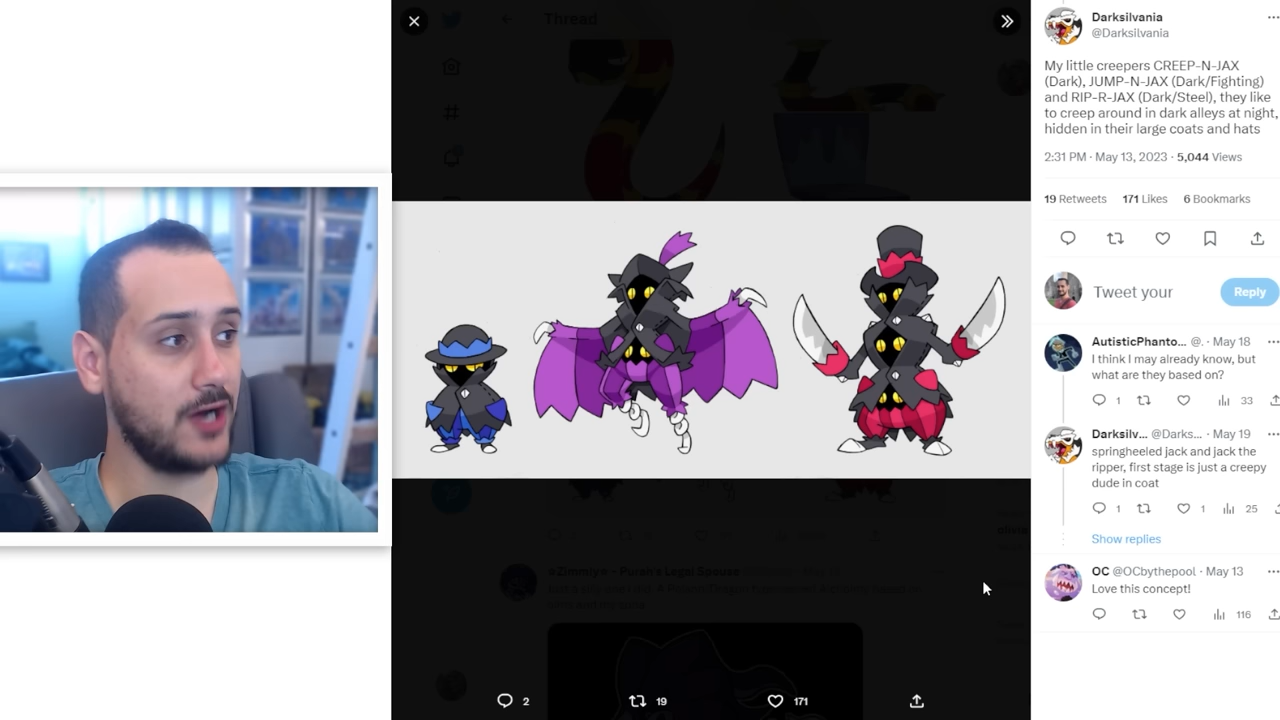 Thread
Darksilvania
@Darksilvania
My little creepers CREEP-N-JAX
(Dark), JUMP-N-JAX (Dark/Fighting)
and RIP-R-JAX (Dark/Steel), they like
to creep around in dark alleys at night,
hidden in their large coats and hats
2:31 PM · May 13, 2023 · 5,044 Views
19 Retweets 171 Likes 6 Bookmarks
Tweet your
Reply
AutisticPhanto... @. · May 18
I think I may already know, but
what are they based on?
1 33
Darksilv... @Darks... · May 19
springheeled jack and jack the
ripper, first stage is just a creepy
dude in coat
1 1 25
Show replies
OC @OCbythepool · May 13
Love this concept!
116
2 19 171